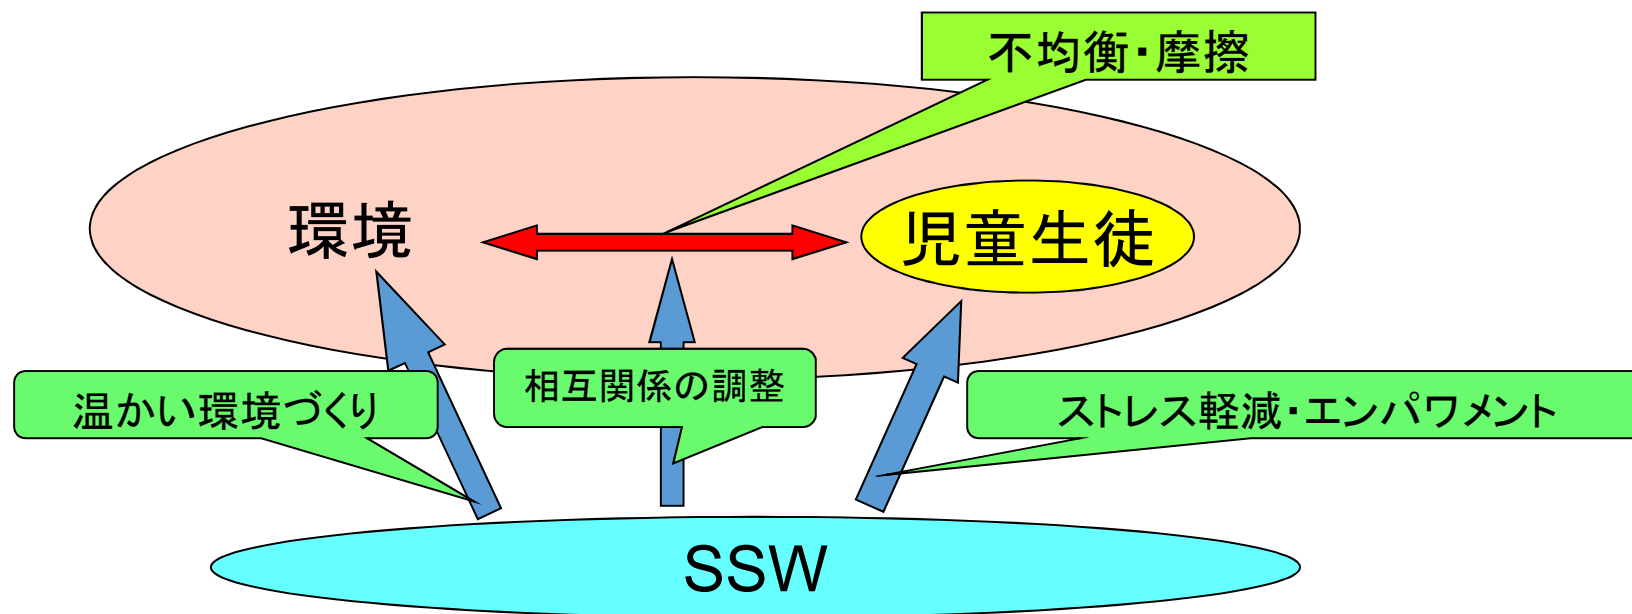 不均衡・摩擦
環境
児童生徒
相互関係の調整
温かい環境づくり
ストレス軽減・エンパワメント
SSW